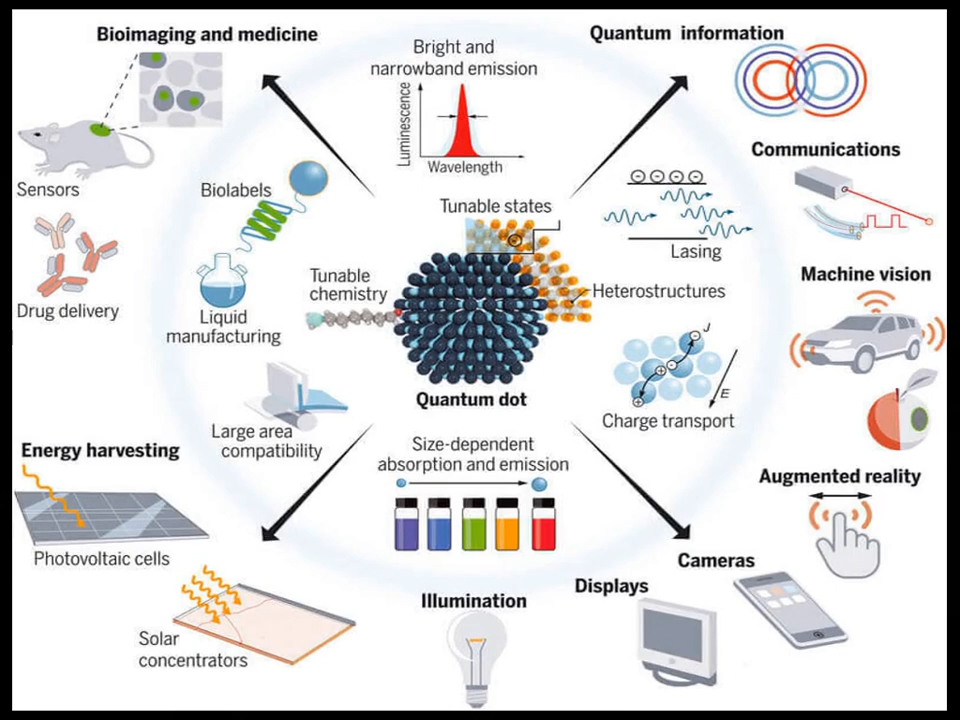 Bioimaging and medicine
Sensors
Drug delivery
Biolabels
Liquid
manufacturing
Bright and
narrowband emission
Luminescence
Wavelength
Quantum information
Communications
Tunable states
Tunable
chemistry
Heterostructures
Quantum dot
Lasing
Machine vision
J
E
Charge transport
Large area
compatibility
Size-dependent
absorption and emission
Energy harvesting
Photovoltaic cells
Solar
concentrators
Illumination
Displays
Cameras
Augmented reality